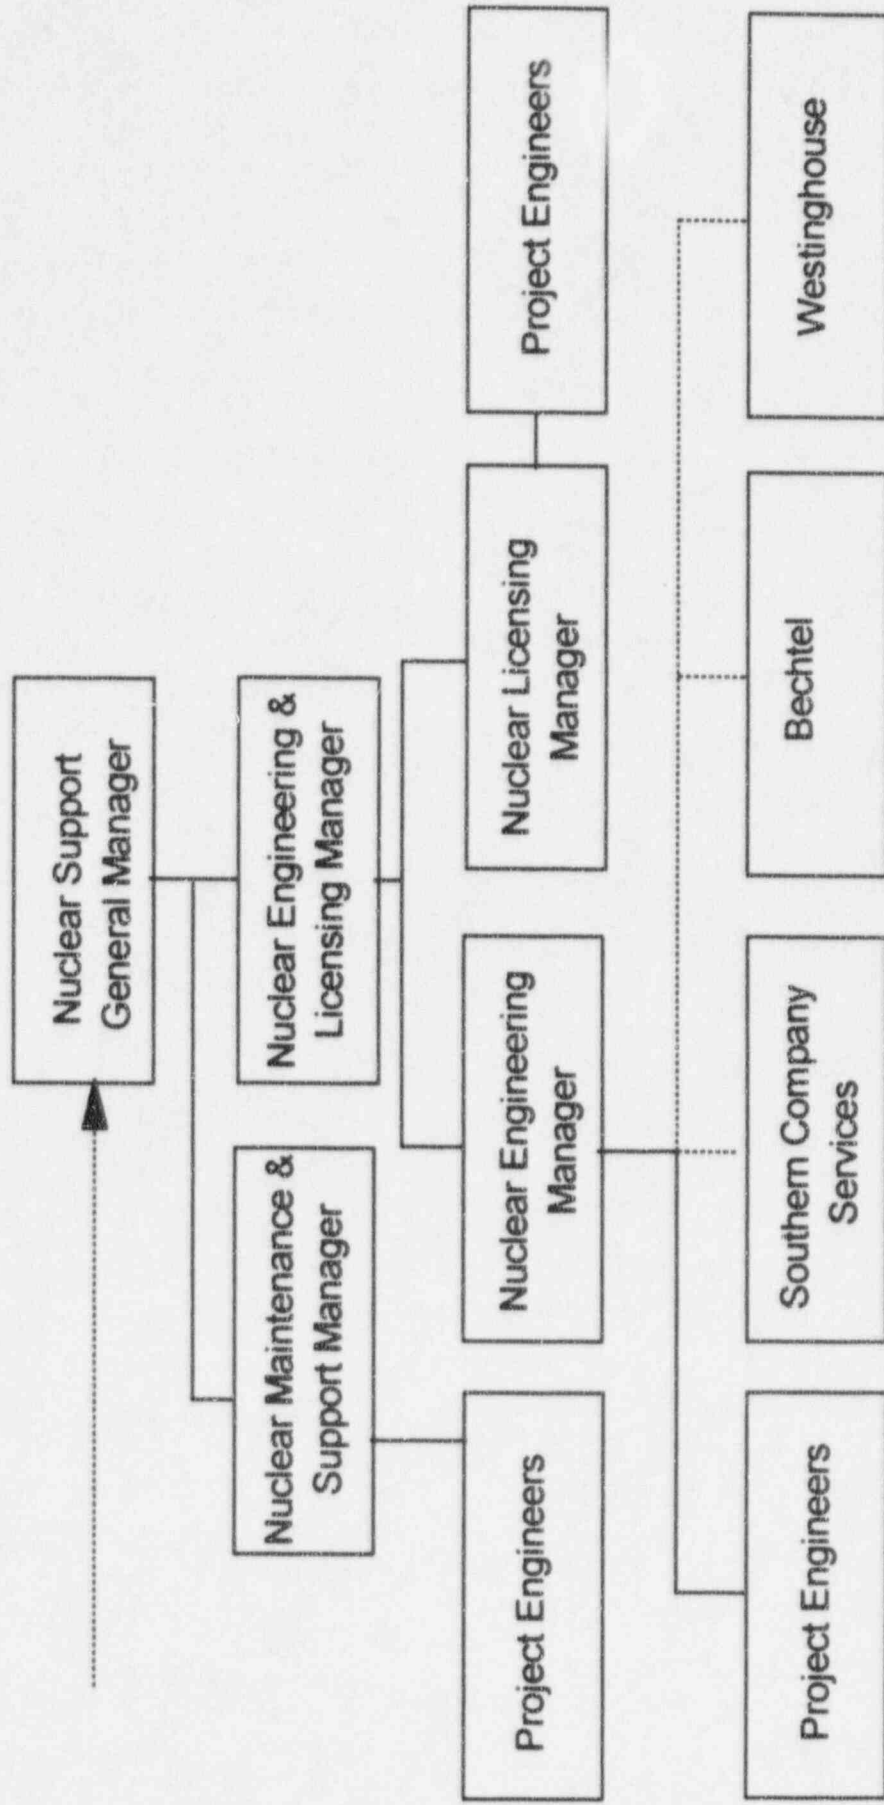 Nuclear Support
General Manager
Nuclear Maintenance &
Support Manager
Nuclear Engineering &
Licensing Manager
Project Engineers
Nuclear Engineering
Manager
Nuclear Licensing
Manager
Project Engineers
Project Engineers
Southern Company
Services
Bechtel
Westinghouse